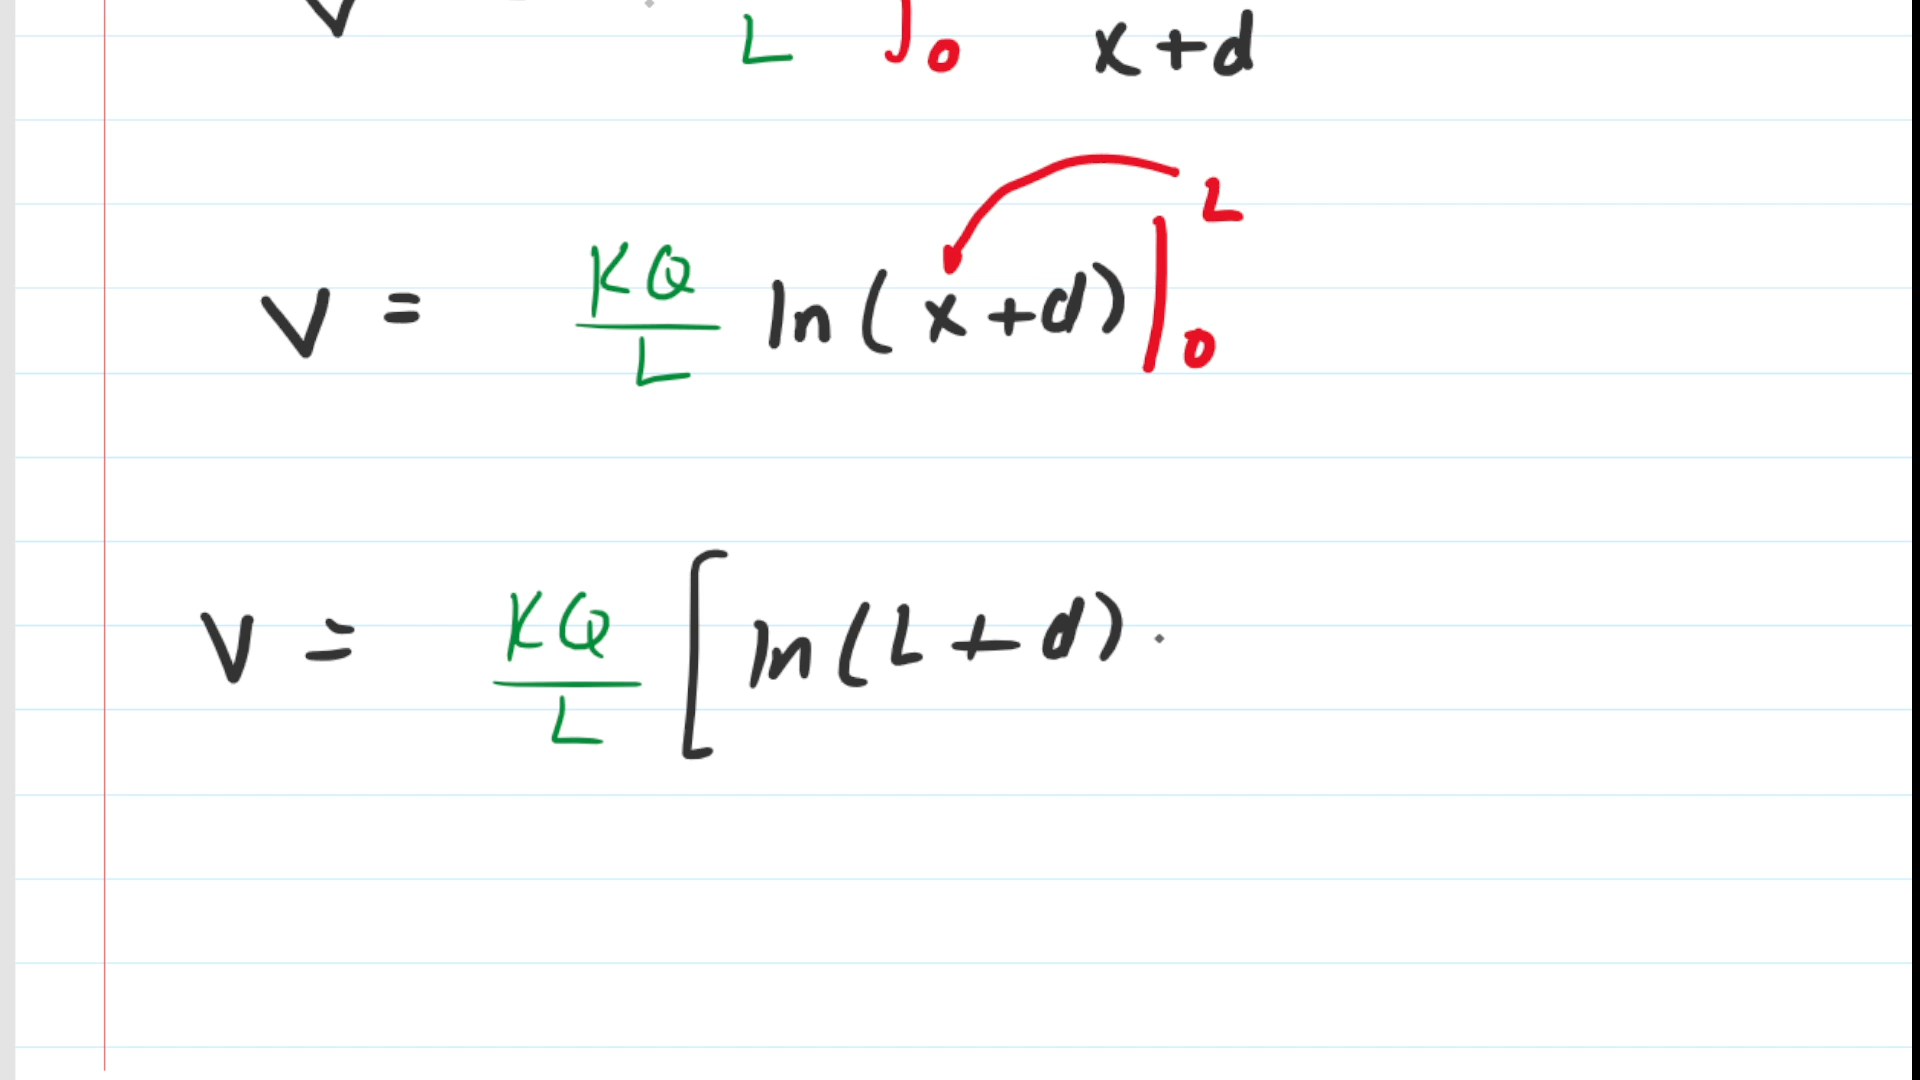 V L ∫0 x+d
V = KQ/L ln(x+d)|0 L
V = KQ/L [ln(L+d)